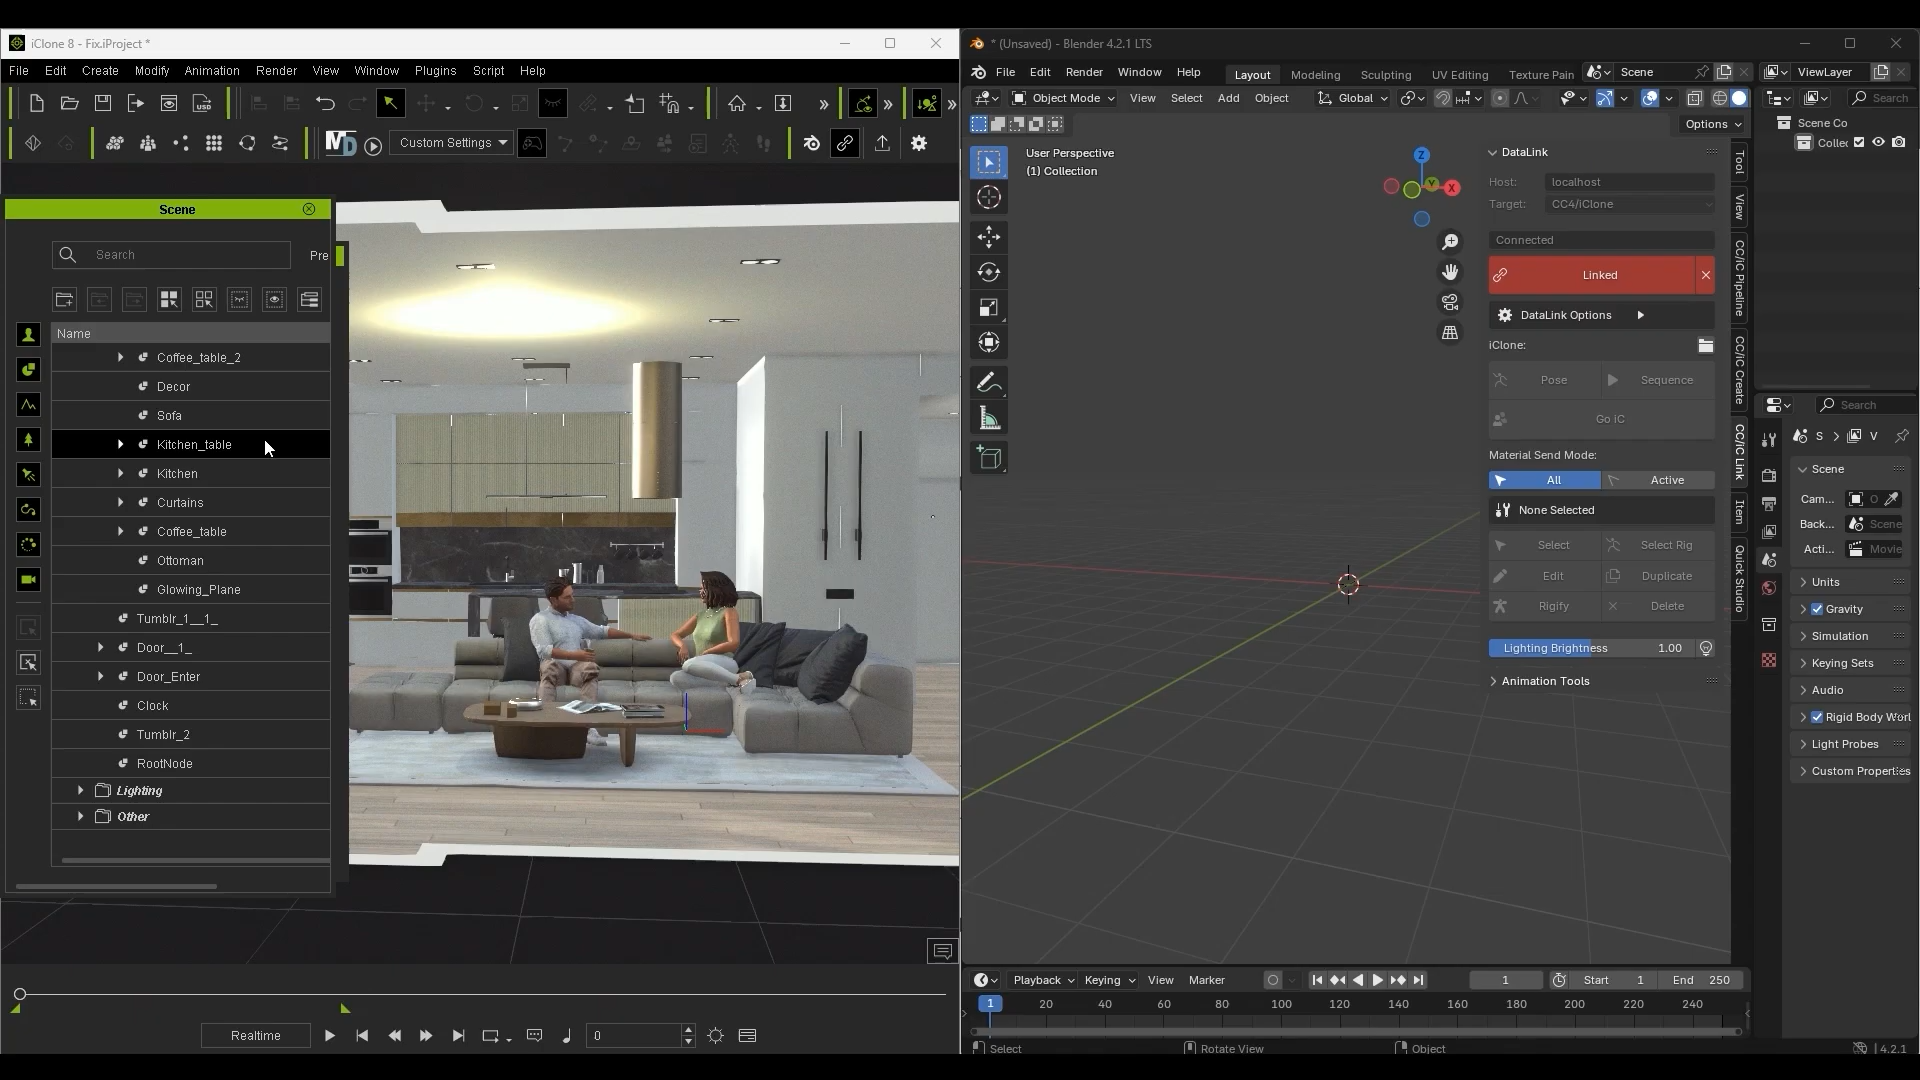 iClone 8 - Fix.iProject *
File Edit Create Modify Animation Render View Window Plugins Script Help
Custom Settings
Scene
Search
Pre
Name
Coffee_table_2
Decor
Sofa
Kitchen_table
Kitchen
Curtains
Coffee_table
Ottoman
Glowing_Plane
Tumblr_1__1_
Door__1_
Door_Enter
Clock
Tumblr_2
RootNode
Lighting
Other
Realtime
0
* (Unsaved) - Blender 4.2.1 LTS
File Edit Render Window Help Layout Modeling Sculpting UV Editing Texture Pain Scene ViewLayer
Object Mode View Select Add Object Global Search
Options
User Perspective
(1) Collection
Z
Y
X
DataLink
Host: localhost
Target: CC4/iClone
Connected
Linked
DataLink Options
iClone:
Pose Sequence
Go iC
Material Send Mode:
All Active
None Selected
Select Select Rig
Edit Duplicate
Rigify Delete
Lighting Brightness 1.00
Animation Tools
Tool
View
CC/iC Pipeline
CC/iC Create
CC/iC Link
Item
Quick Studio
Scene Co
Collec
Search
S V
Scene
Cam... O
Back... Scene
Acti... Movie
Units
Gravity
Simulation
Keying Sets
Audio
Rigid Body Worl
Light Probes
Custom Properties
Playback Keying View Marker 1 Start 1 End 250
1 20 40 60 80 100 120 140 160 180 200 220 240
Select Rotate View Object 4.2.1